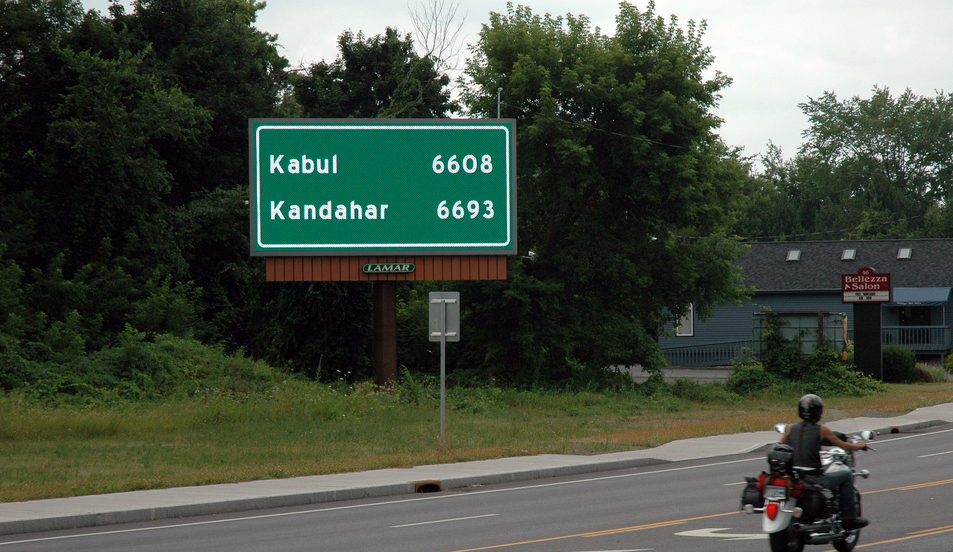 Kabul 6608
Kandahar 6693
LAMAR
Bellezza
Salon